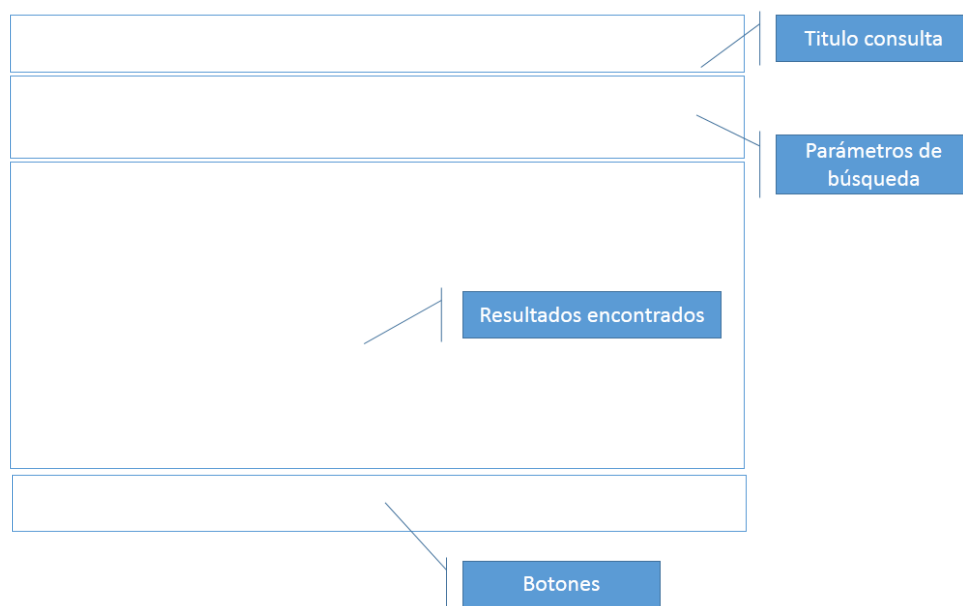 Titulo consulta
Parámetros de
búsqueda
Resultados encontrados
Botones